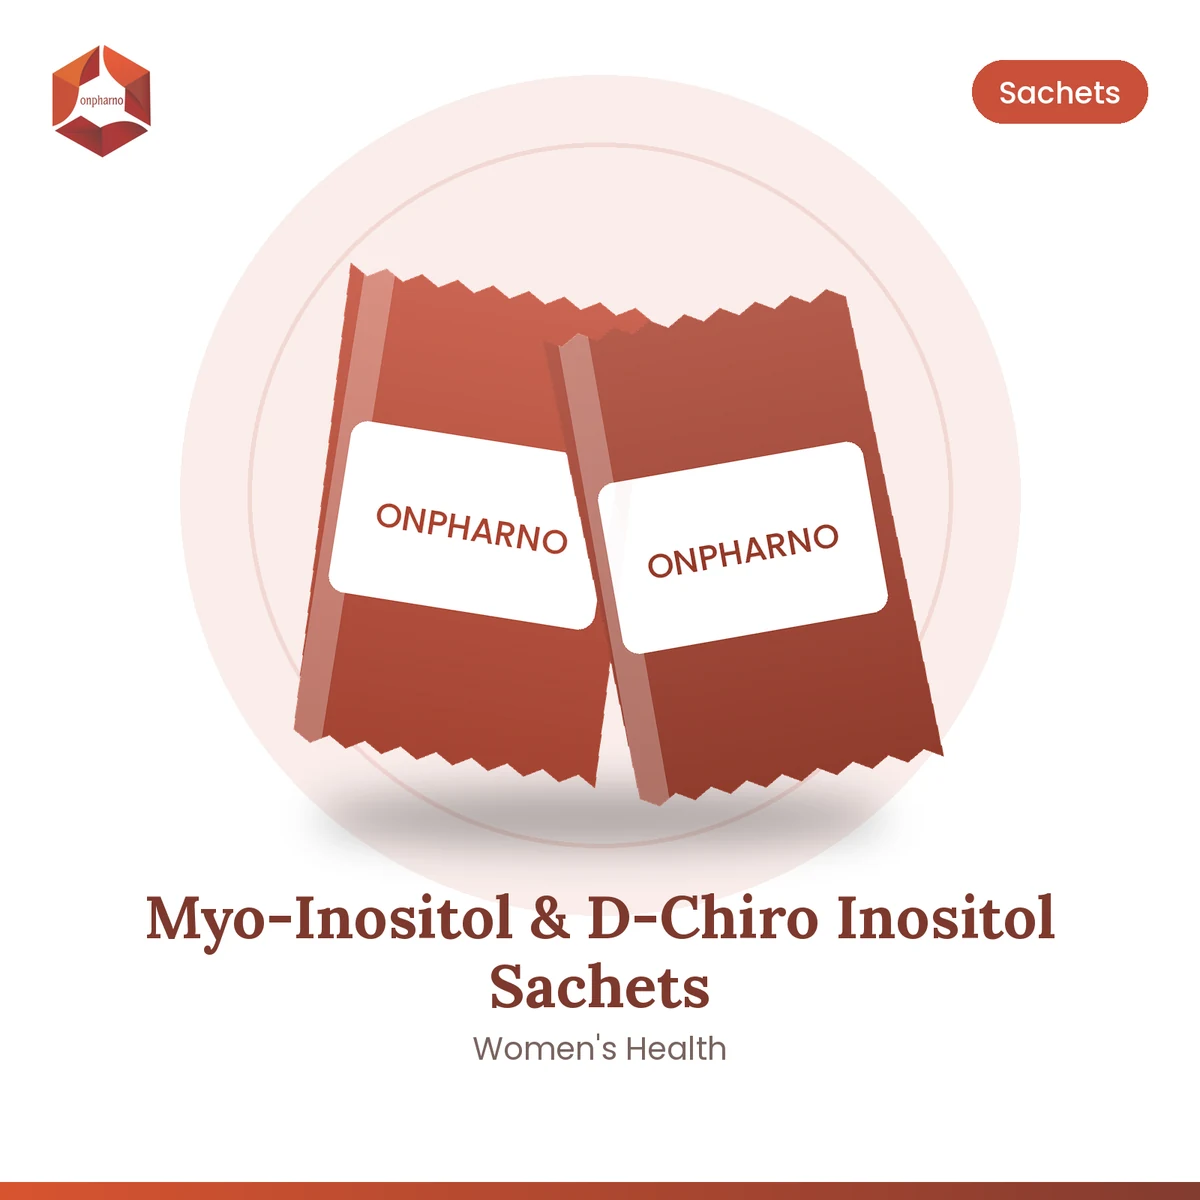 onpharno
Sachets
ONPHARNO
ONPHARNO
Myo-Inositol & D-Chiro Inositol
Sachets
Women's Health